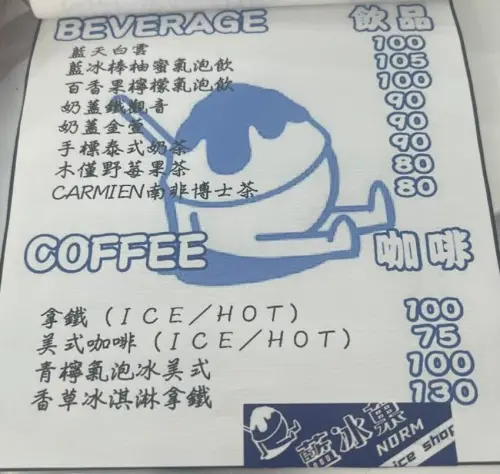 BEVERAGE 飲品
藍天白雲 100
藍冰棒柚蜜氣泡飲 105
百香果檸檬氣泡飲 100
奶蓋鐵觀音 90
奶蓋金萱 90
手標泰式奶茶 90
木僅野莓果茶 80
CARMIEN南非博士茶 80
COFFEE 咖啡
拿鐵（ICE／HOT） 100
美式咖啡（ICE／HOT） 75
青檸氣泡冰美式 100
香草冰淇淋拿鐵 130
藍冰菓
NORM
ice shop